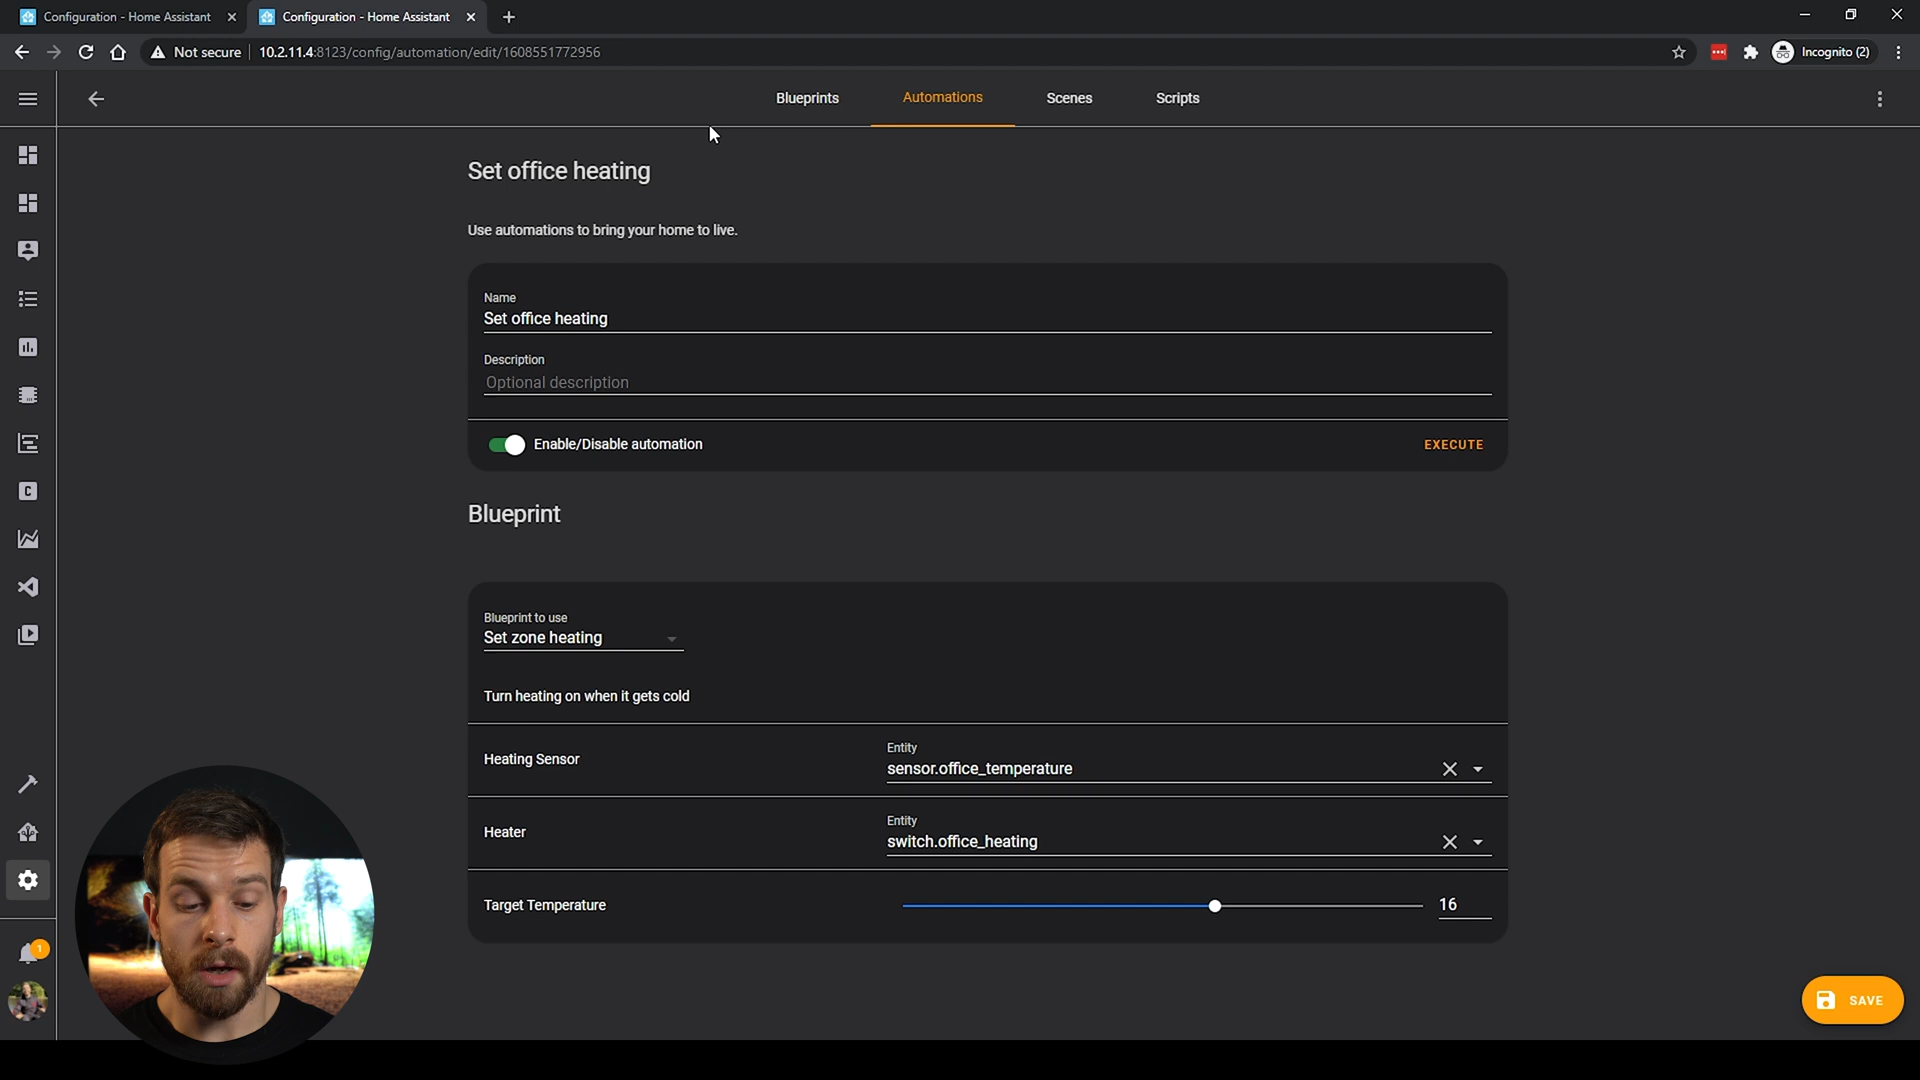 Configuration - Home Assistant
Configuration - Home Assistant
Not secure
10.2.11.4:8123/config/automation/edit/1608551772956
Incognito (2)
Blueprints
Automations
Scenes
Scripts
Set office heating
Use automations to bring your home to live.
Name
Set office heating
Description
Optional description
Enable/Disable automation
EXECUTE
Blueprint
Blueprint to use
Set zone heating
Turn heating on when it gets cold
Heating Sensor
Entity
sensor.office_temperature
Heater
Entity
switch.office_heating
Target Temperature
16
C
1
SAVE